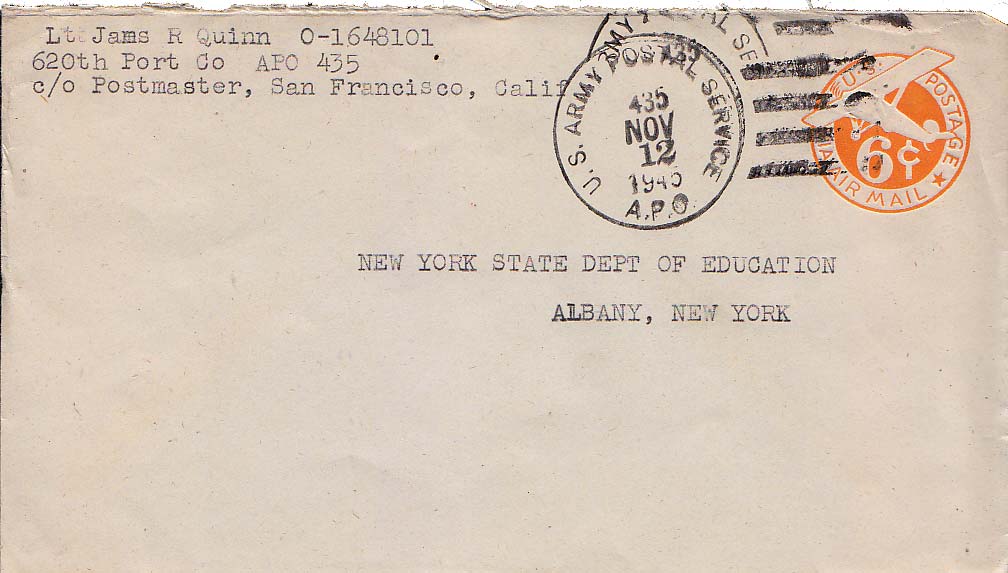 Lt Jams R Quinn O-1648101
620th Port Co APO 435
c/o Postmaster, San Francisco, Calif
U.S. ARMY POSTAL SERVICE
435
NOV
12
A.P.O.
U.S. POSTAGE
6¢
VIA AIR MAIL
NEW YORK STATE DEPT OF EDUCATION
ALBANY, NEW YORK